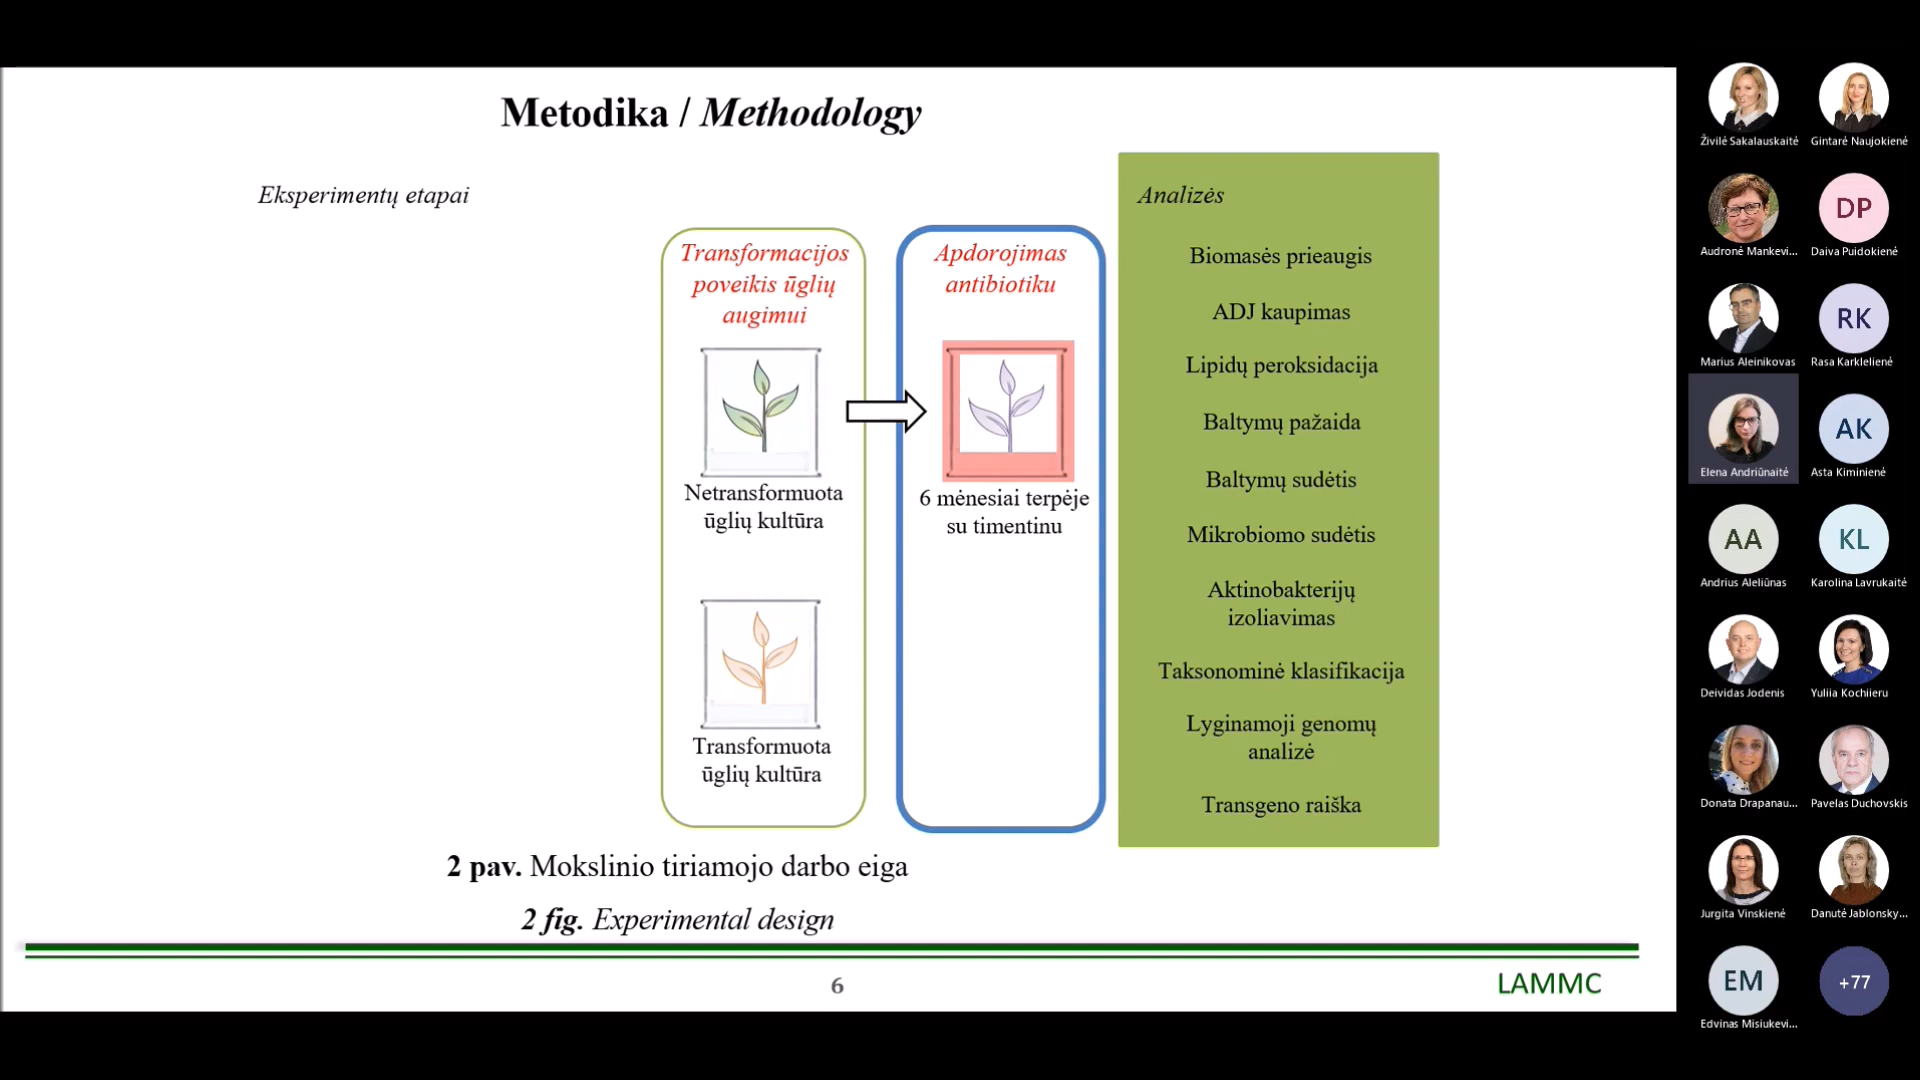 Metodika / Methodology
Eksperimentų etapai
Transformacijos
poveikis ūglių
augimui
Netransformuota
ūglių kultūra
Transformuota
ūglių kultūra
Apdorojimas
antibiotiku
6 mėnesiai terpėje
su timentinu
Analizės
Biomasės prieaugis
ADJ kaupimas
Lipidų peroksidacija
Baltymų pažaida
Baltymų sudėtis
Mikrobiomo sudėtis
Aktinobakterijų
izoliavimas
Taksonominė klasifikacija
Lyginamoji genomų
analizė
Transgeno raiška
2 pav. Mokslinio tiriamojo darbo eiga
2 fig. Experimental design
6
LAMMC
Živilė Sakalauskaitė
Gintarė Naujokienė
Audronė Mankevi...
DP
Daiva Puidokienė
Marius Aleinikovas
RK
Rasa Karklelienė
Elena Andriūnaitė
AK
Asta Kiminienė
AA
Andrius Aleliūnas
KL
Karolina Lavrukaitė
Deividas Jodenis
Yuliia Kochiieru
Donata Drapanau...
Pavelas Duchovskis
Jurgita Vinskienė
Danutė Jablonsky...
EM
Edvinas Misiukevi...
+77